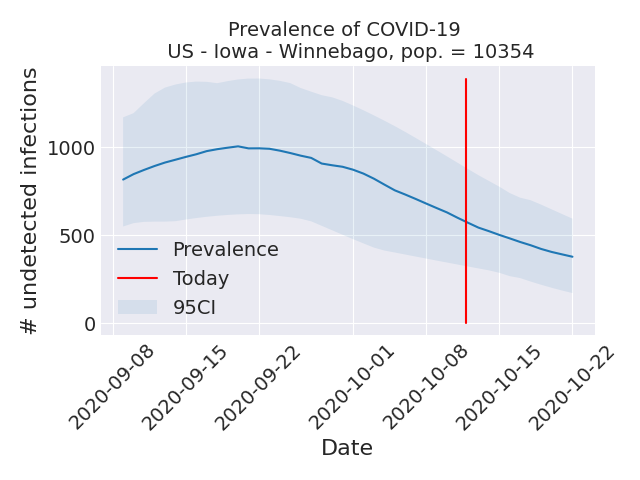 Prevalence of COVID-19
US - Iowa - Winnebago, pop. = 10354
# undetected infections
1000
500
0
Prevalence
Today
95CI
2020-09-08
2020-09-15
2020-09-22
2020-10-01
2020-10-08
2020-10-15
2020-10-22
Date